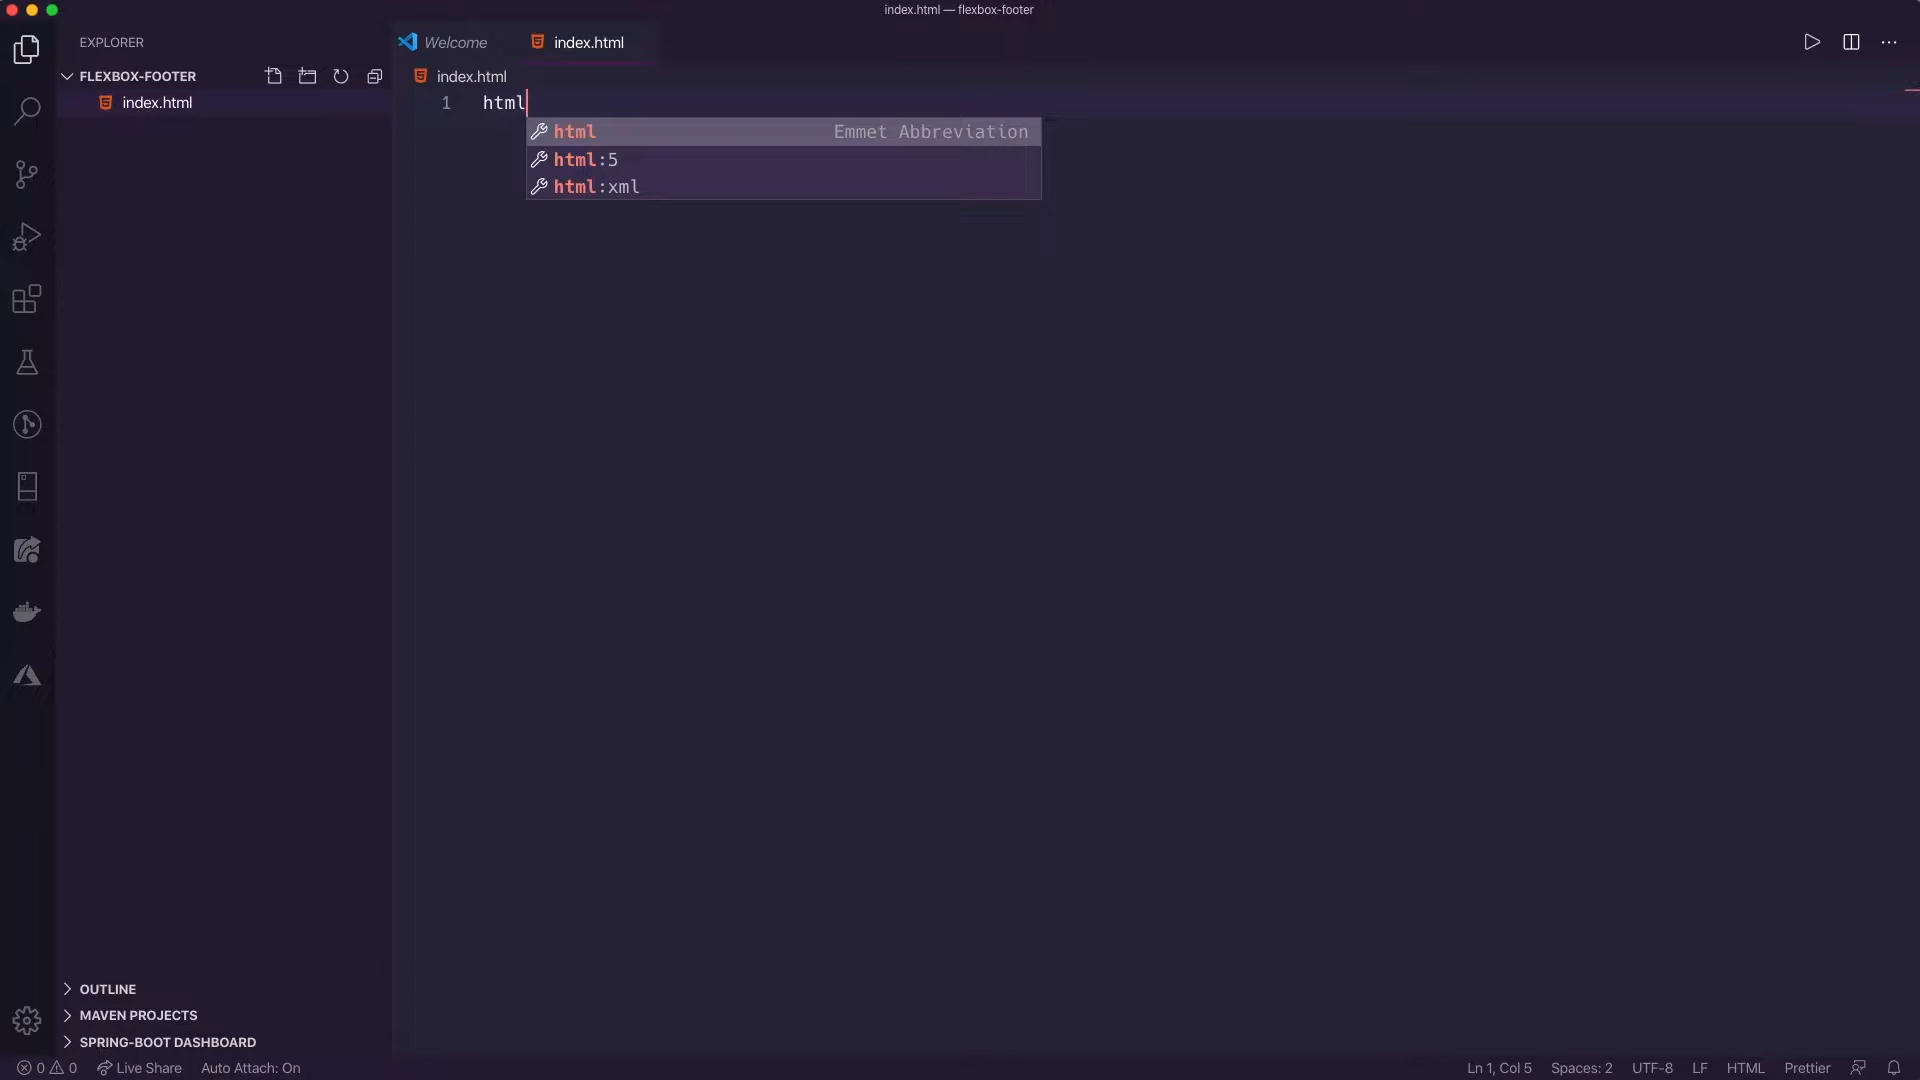 index.html — flexbox-footer
EXPLORER
Welcome
index.html
FLEXBOX-FOOTER
index.html
index.html
1 html
html Emmet Abbreviation
html:5
html:xml
OUTLINE
MAVEN PROJECTS
SPRING-BOOT DASHBOARD
0 0 Live Share Auto Attach: On Ln 1, Col 5 Spaces: 2 UTF-8 LF HTML Prettier